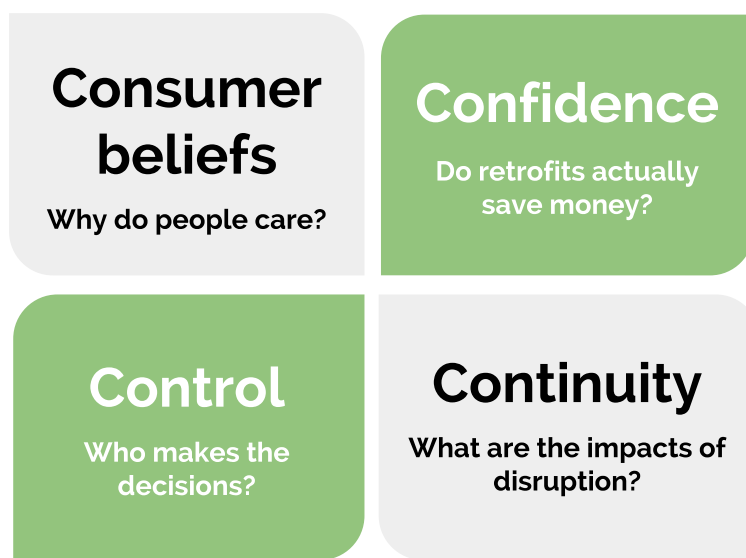 Consumer
beliefs
Why do people care?
Confidence
Do retrofits actually
save money?
Control
Who makes the
decisions?
Continuity
What are the impacts of
disruption?